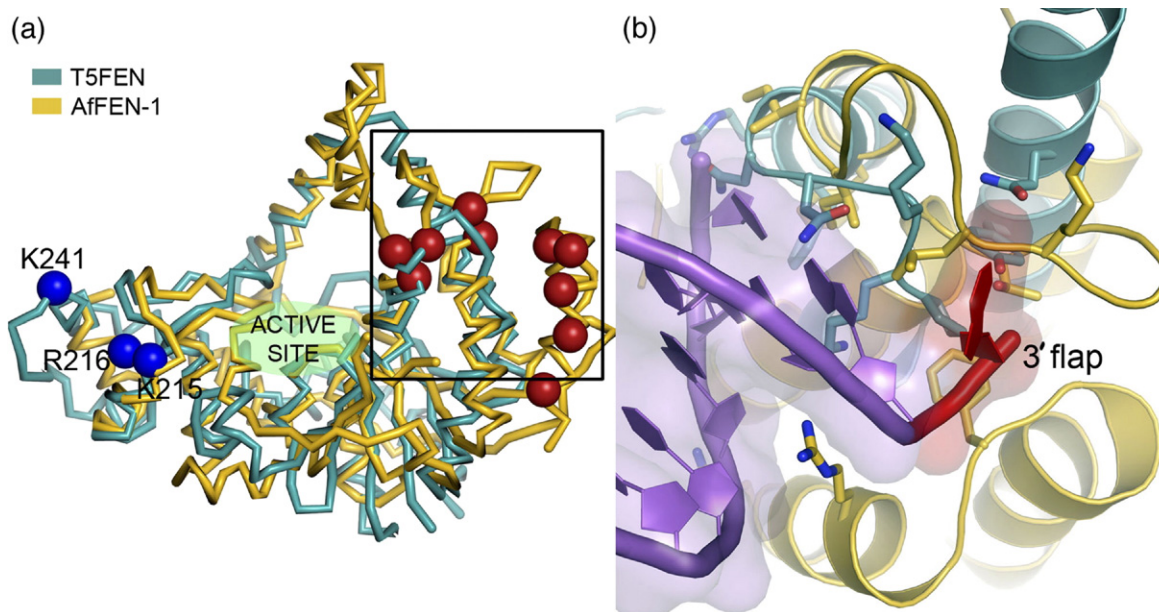 (a)
T5FEN
AfFEN-1
K241
R216
K215
ACTIVE
SITE
(b)
3′ flap